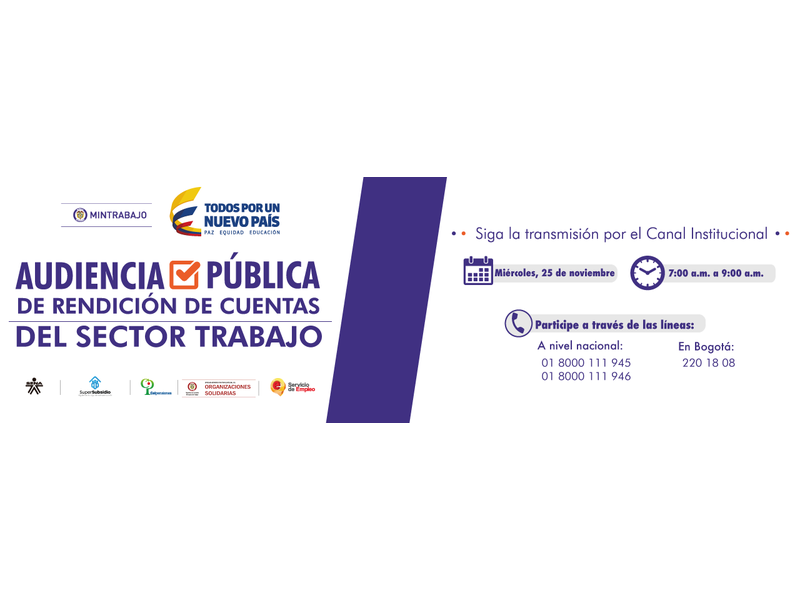 MINTRABAJO
TODOS POR UN
NUEVO PAÍS
PAZ EQUIDAD EDUCACIÓN
AUDIENCIA PÚBLICA
DE RENDICIÓN DE CUENTAS
DEL SECTOR TRABAJO
SENA
SuperSubsidio
Colpensiones
ORGANIZACIONES
SOLIDARIAS
Servicio
de Empleo
Siga la transmisión por el Canal Institucional
Miércoles, 25 de noviembre
7:00 a.m. a 9:00 a.m.
Participe a través de las líneas:
A nivel nacional:
01 8000 111 945
01 8000 111 946
En Bogotá:
220 18 08